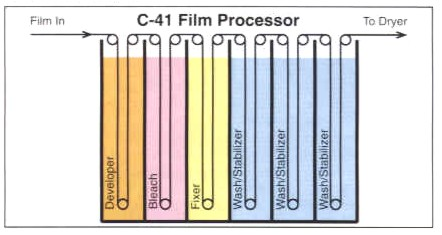 Film In
C-41 Film Processor
To Dryer
Developer
Bleach
Fixer
Wash/Stabilizer
Wash/Stabilizer
Wash/Stabilizer